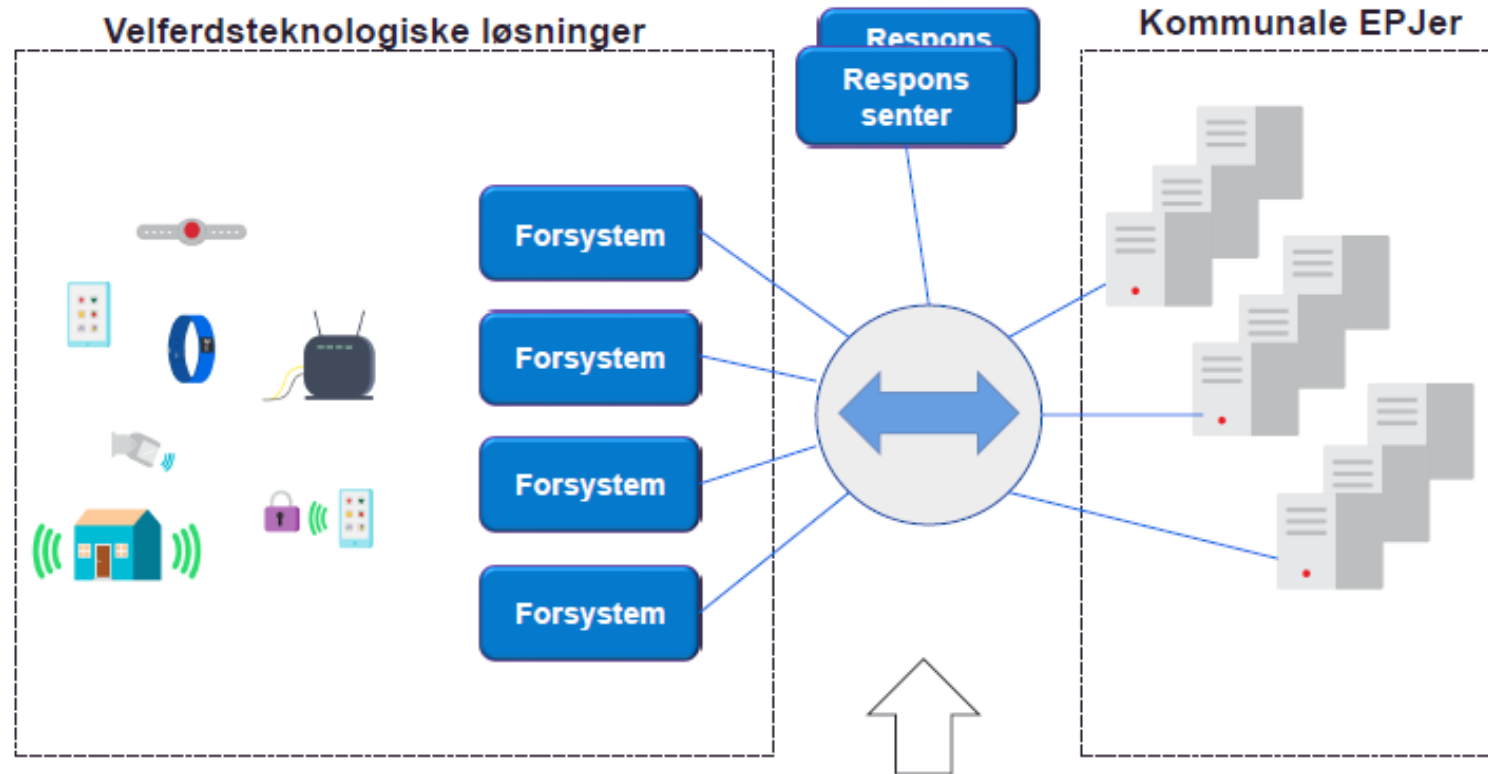 Velferdsteknologiske løsninger
Respons
Respons
senter
Kommunale EPJer
Forsystem
Forsystem
Forsystem
Forsystem